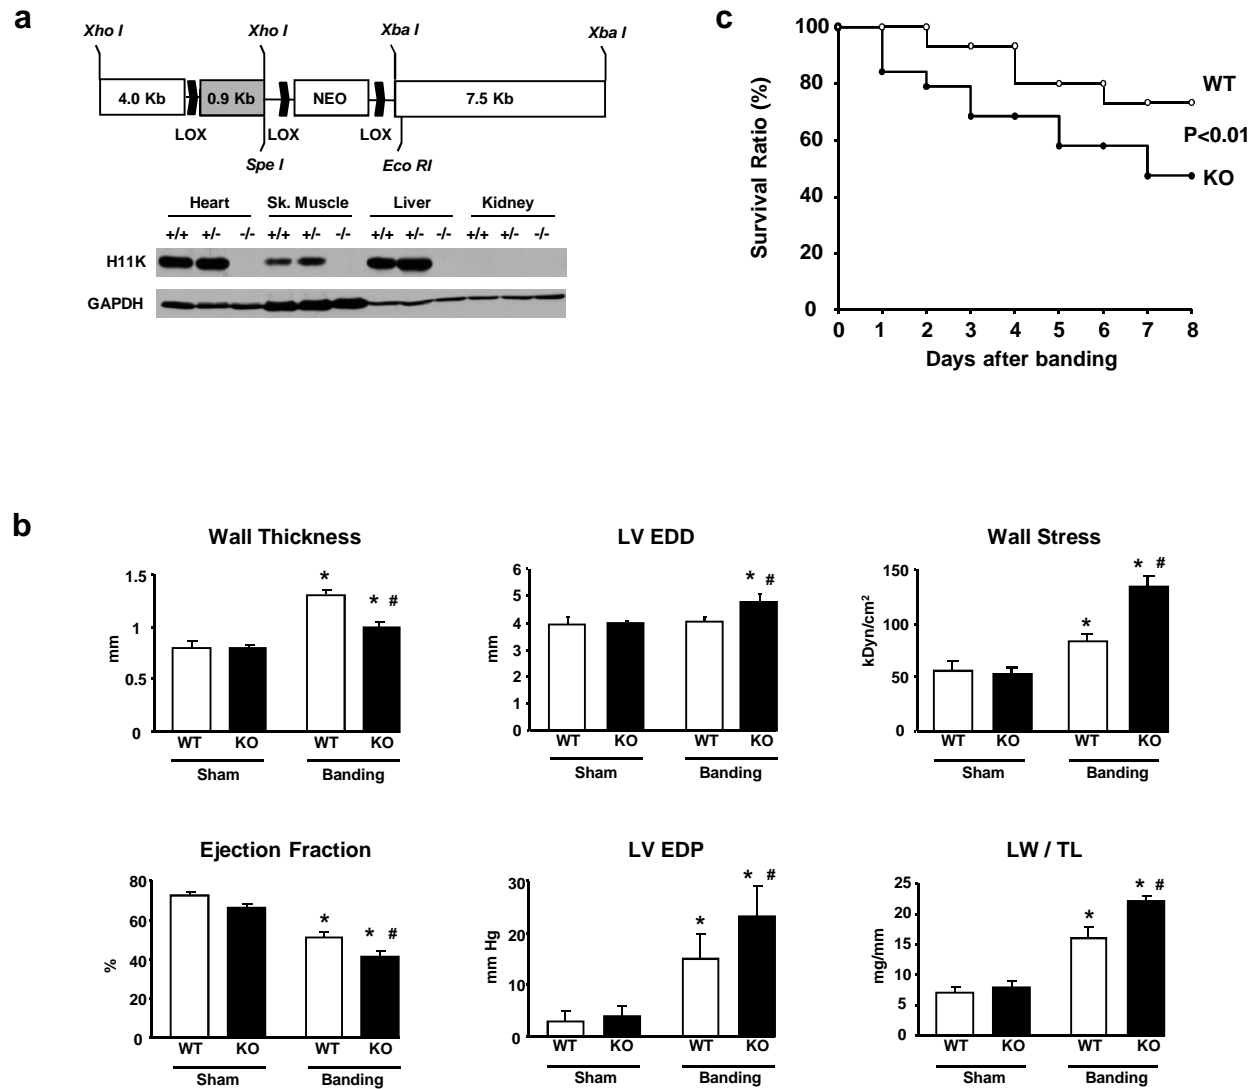 a
Xho I
Xho I
Xba I
Xba I
4.0 Kb
0.9 Kb
NEO
7.5 Kb
LOX
LOX
LOX
Spe I
Eco RI
Heart
Sk. Muscle
Liver
Kidney
+/+ +/- -/- +/+ +/- -/- +/+ +/- -/- +/+ +/- -/-
H11K
GAPDH
c
Survival Ratio (%)
100
80
60
40
20
0
0 1 2 3 4 5 6 7 8
Days after banding
WT
P<0.01
KO
b
Wall Thickness
mm
1.5
1
0.5
0
*
* #
WT KO WT KO
Sham Banding
LV EDD
mm
6
5
4
3
2
1
0
* #
WT KO WT KO
Sham Banding
Wall Stress
kDyn/cm²
150
100
50
0
*
* #
WT KO WT KO
Sham Banding
Ejection Fraction
%
80
60
40
20
0
*
* #
WT KO WT KO
Sham Banding
LV EDP
mm Hg
30
20
10
0
*
* #
WT KO WT KO
Sham Banding
LW / TL
mg/mm
25
20
15
10
5
0
*
* #
WT KO WT KO
Sham Banding